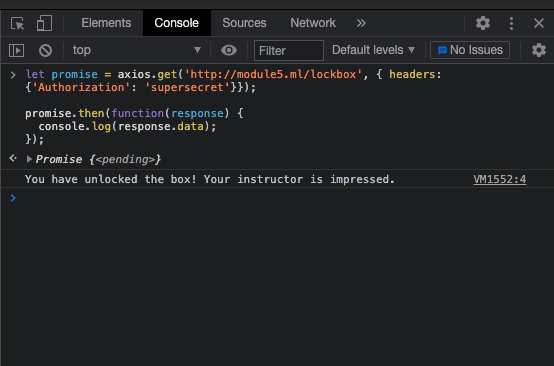 Elements Console Sources Network »
top Filter Default levels No Issues
let promise = axios.get('http://module5.ml/lockbox', { headers:
{'Authorization': 'supersecret'}});
promise.then(function(response) {
console.log(response.data);
});
Promise {<pending>}
You have unlocked the box! Your instructor is impressed. VM1552:4